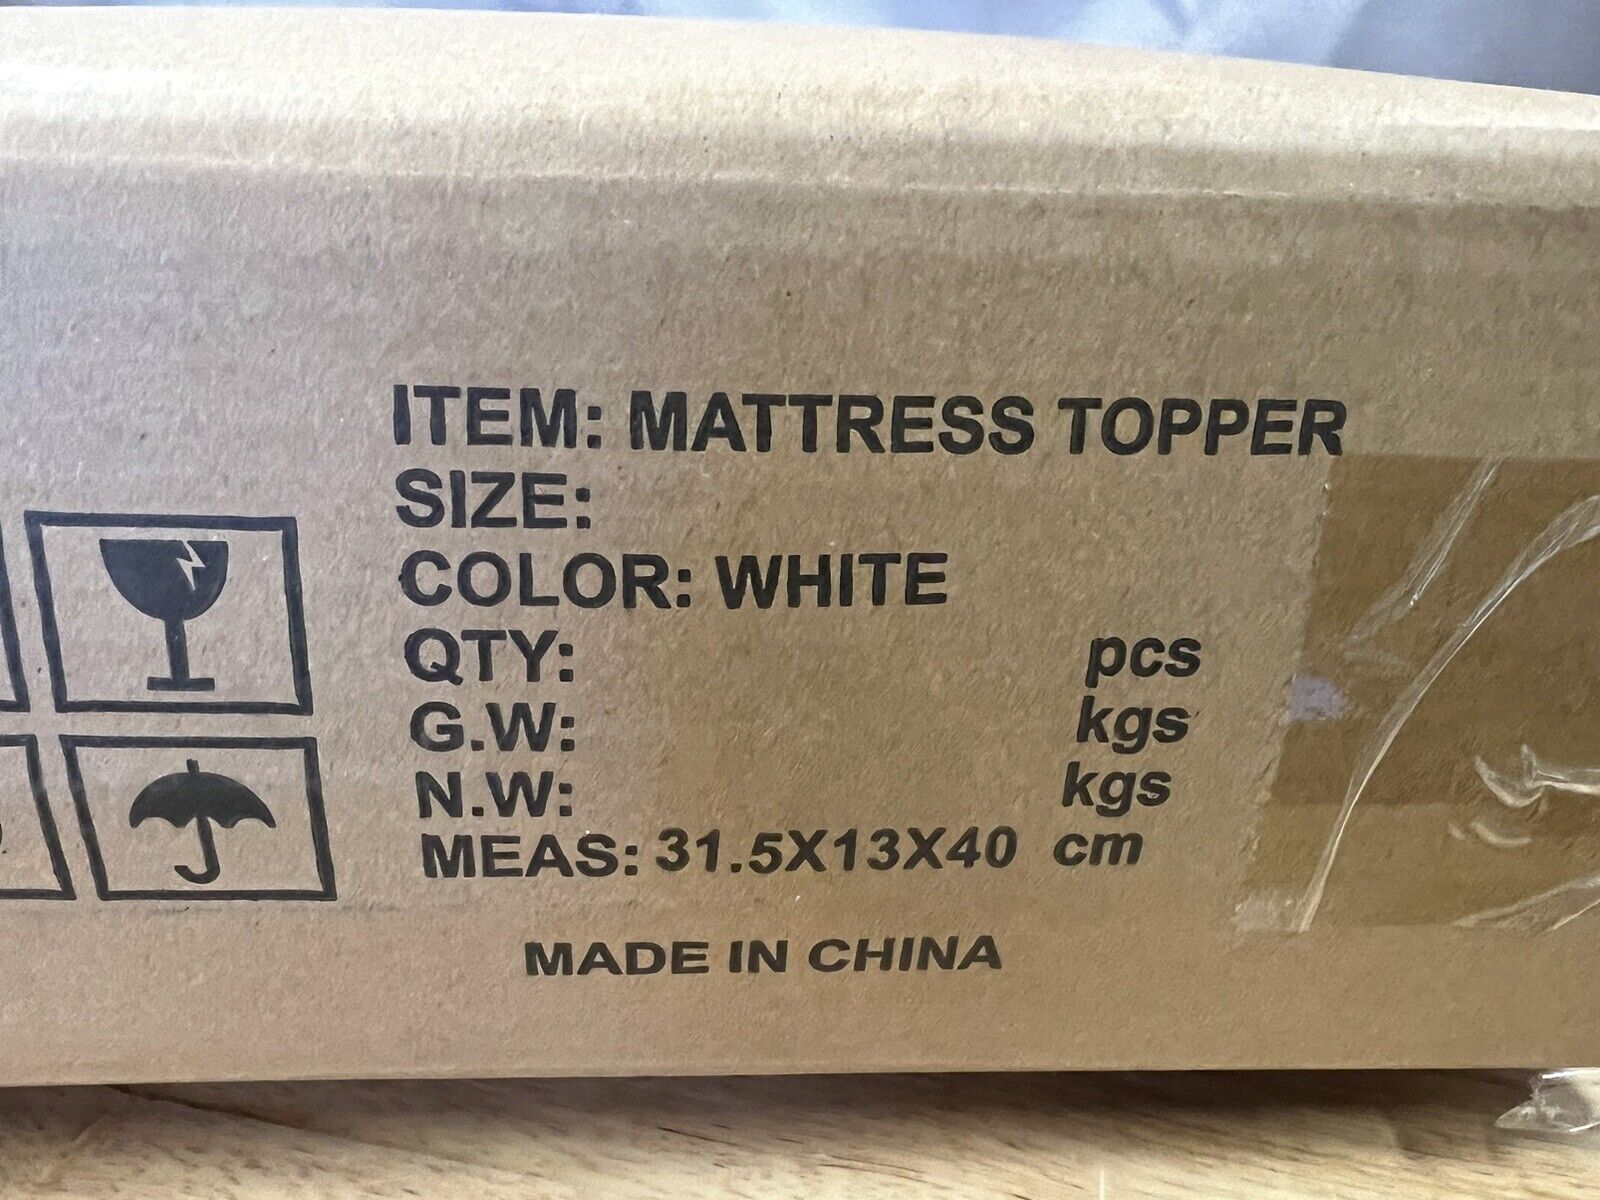 ITEM: MATTRESS TOPPER
SIZE:
COLOR: WHITE
QTY: pcs
G.W: kgs
N.W: kgs
MEAS: 31.5X13X40 cm
MADE IN CHINA